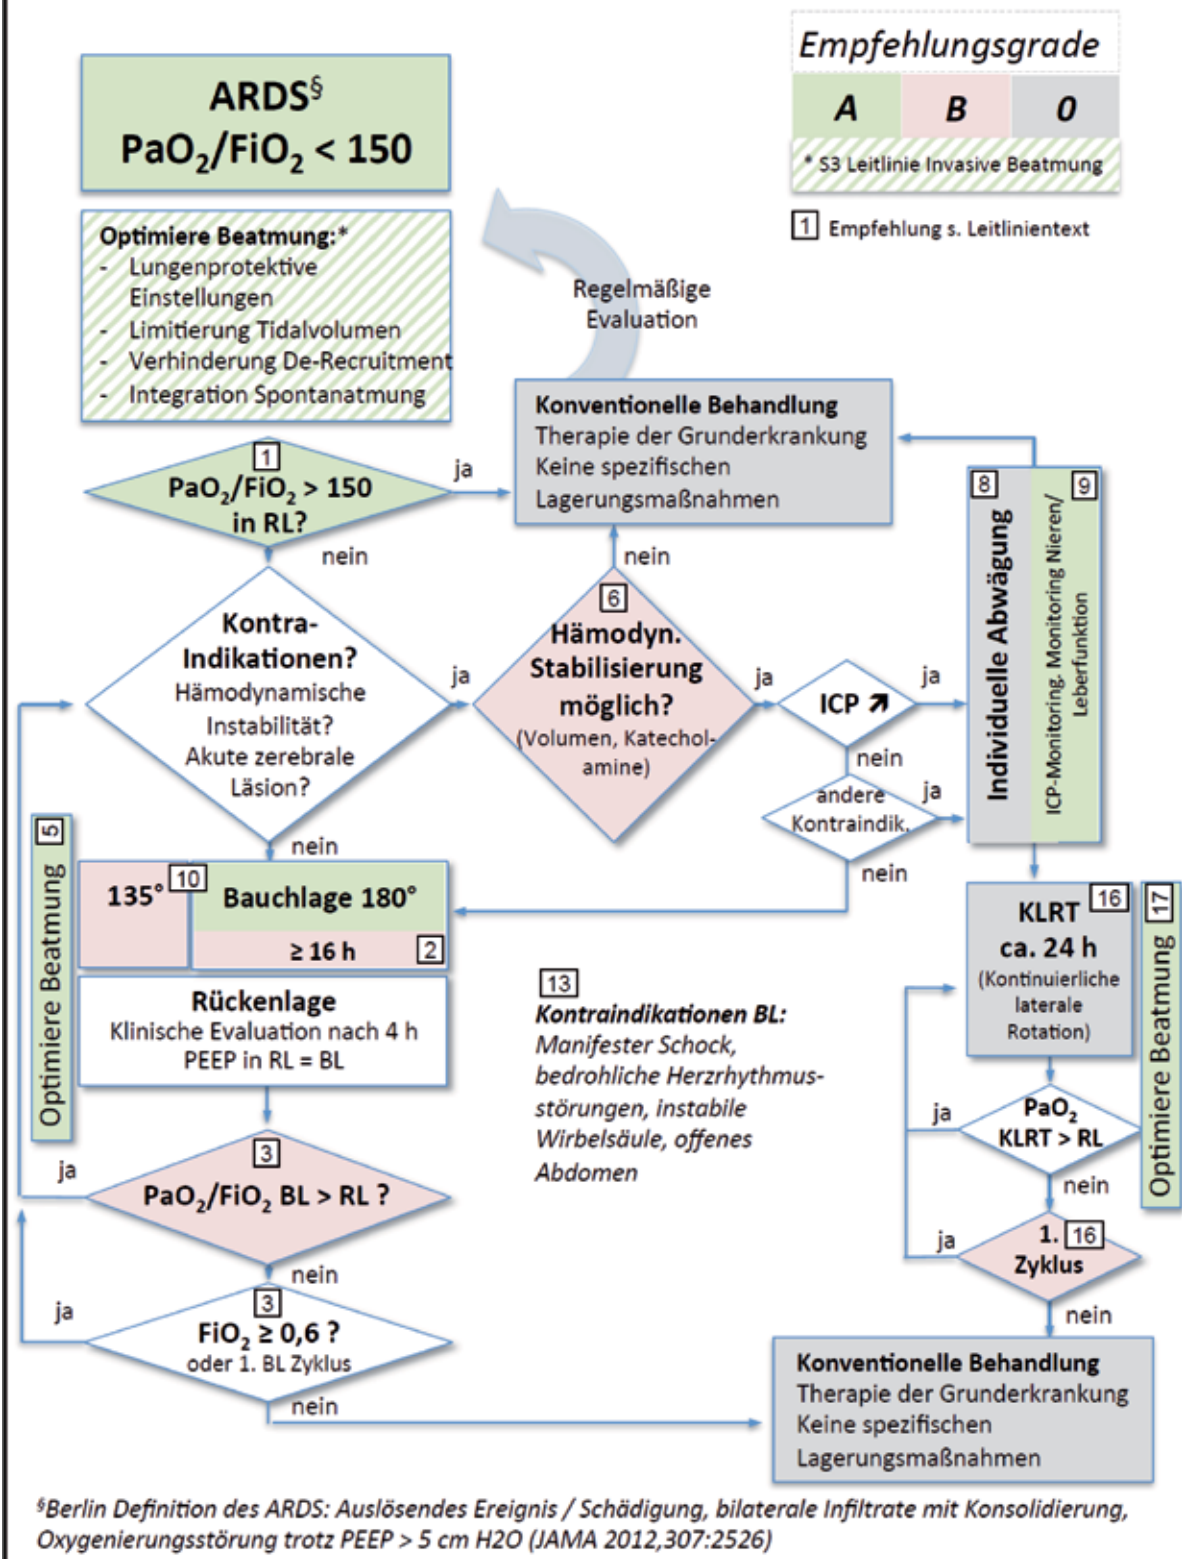 Empfehlungsgrade
A B 0
* S3 Leitlinie Invasive Beatmung
1 Empfehlung s. Leitlinientext
ARDS§
PaO2/FiO2 < 150
Optimiere Beatmung:*
- Lungenprotektive
Einstellungen
- Limitierung Tidalvolumen
- Verhinderung De-Recruitment
- Integration Spontanatmung
Regelmäßige
Evaluation
Konventionelle Behandlung
Therapie der Grunderkrankung
Keine spezifischen
Lagerungsmaßnahmen
1
PaO2/FiO2 > 150
in RL?
ja
nein
Kontra-
Indikationen?
Hämodynamische
Instabilität?
Akute zerebrale
Läsion?
ja
nein
nein
6
Hämodyn.
Stabilisierung
möglich?
(Volumen, Katechol-
amine)
ja
ICP ↗
ja
nein
andere
Kontraindik.
ja
nein
8
Individuelle Abwägung
9
ICP-Monitoring. Monitoring Nieren/
Leberfunktion
5
Optimiere Beatmung
135°
10
Bauchlage 180°
≥ 16 h
2
Rückenlage
Klinische Evaluation nach 4 h
PEEP in RL = BL
3
PaO2/FiO2 BL > RL ?
ja
nein
3
FiO2 ≥ 0,6 ?
oder 1. BL Zyklus
ja
nein
13
Kontraindikationen BL:
Manifester Schock,
bedrohliche Herzrhythmus-
störungen, instabile
Wirbelsäule, offenes
Abdomen
KLRT 16
ca. 24 h
(Kontinuierliche
laterale
Rotation)
17
Optimiere Beatmung
PaO2
KLRT > RL
ja
nein
1. 16
Zyklus
ja
nein
Konventionelle Behandlung
Therapie der Grunderkrankung
Keine spezifischen
Lagerungsmaßnahmen
§Berlin Definition des ARDS: Auslösendes Ereignis / Schädigung, bilaterale Infiltrate mit Konsolidierung,
Oxygenierungsstörung trotz PEEP > 5 cm H2O (JAMA 2012,307:2526)